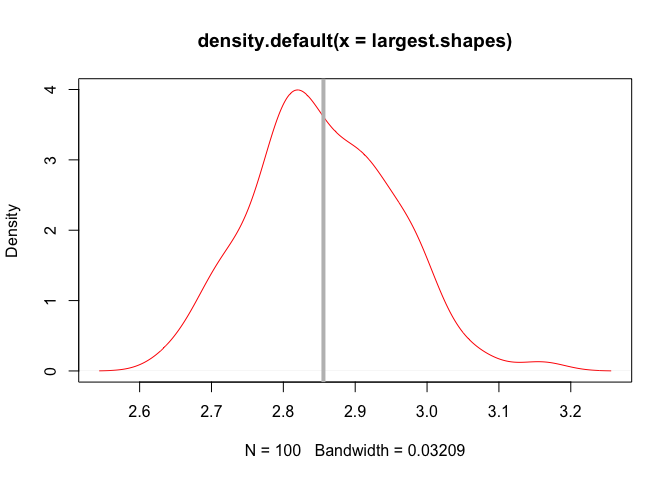 density.default(x = largest.shapes)
Density
4
3
2
1
0
2.6 2.7 2.8 2.9 3.0 3.1 3.2
N = 100 Bandwidth = 0.03209